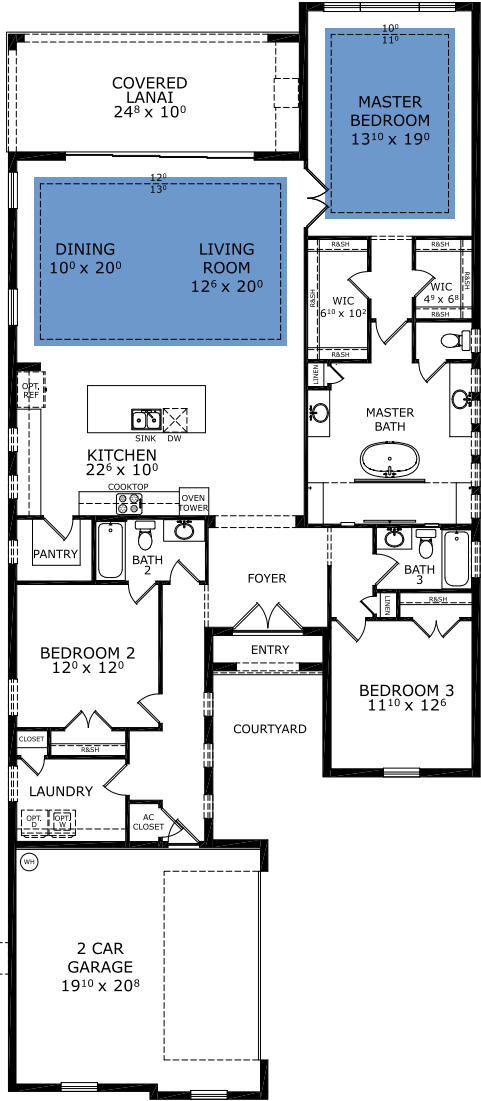 10⁰
11⁰
COVERED
LANAI
24⁸ x 10⁰
MASTER
BEDROOM
13¹⁰ x 19⁰
12⁰
13⁰
DINING
10⁰ x 20⁰
LIVING
ROOM
12⁶ x 20⁰
R&SH
R&SH
R&SH
R&SH
WIC
6¹⁰ x 10²
WIC
4⁹ x 6⁸
R&SH
R&SH
LINEN
OPT.
REF
MASTER
BATH
SINK
DW
KITCHEN
22⁶ x 10⁰
COOKTOP
OVEN
TOWER
PANTRY
BATH
2
FOYER
BATH
3
LINEN
R&SH
ENTRY
BEDROOM 2
12⁰ x 12⁰
BEDROOM 3
11¹⁰ x 12⁶
COURTYARD
CLOSET
R&SH
LAUNDRY
OPT.
D
OPT.
W
AC
CLOSET
WH
2 CAR
GARAGE
19¹⁰ x 20⁸